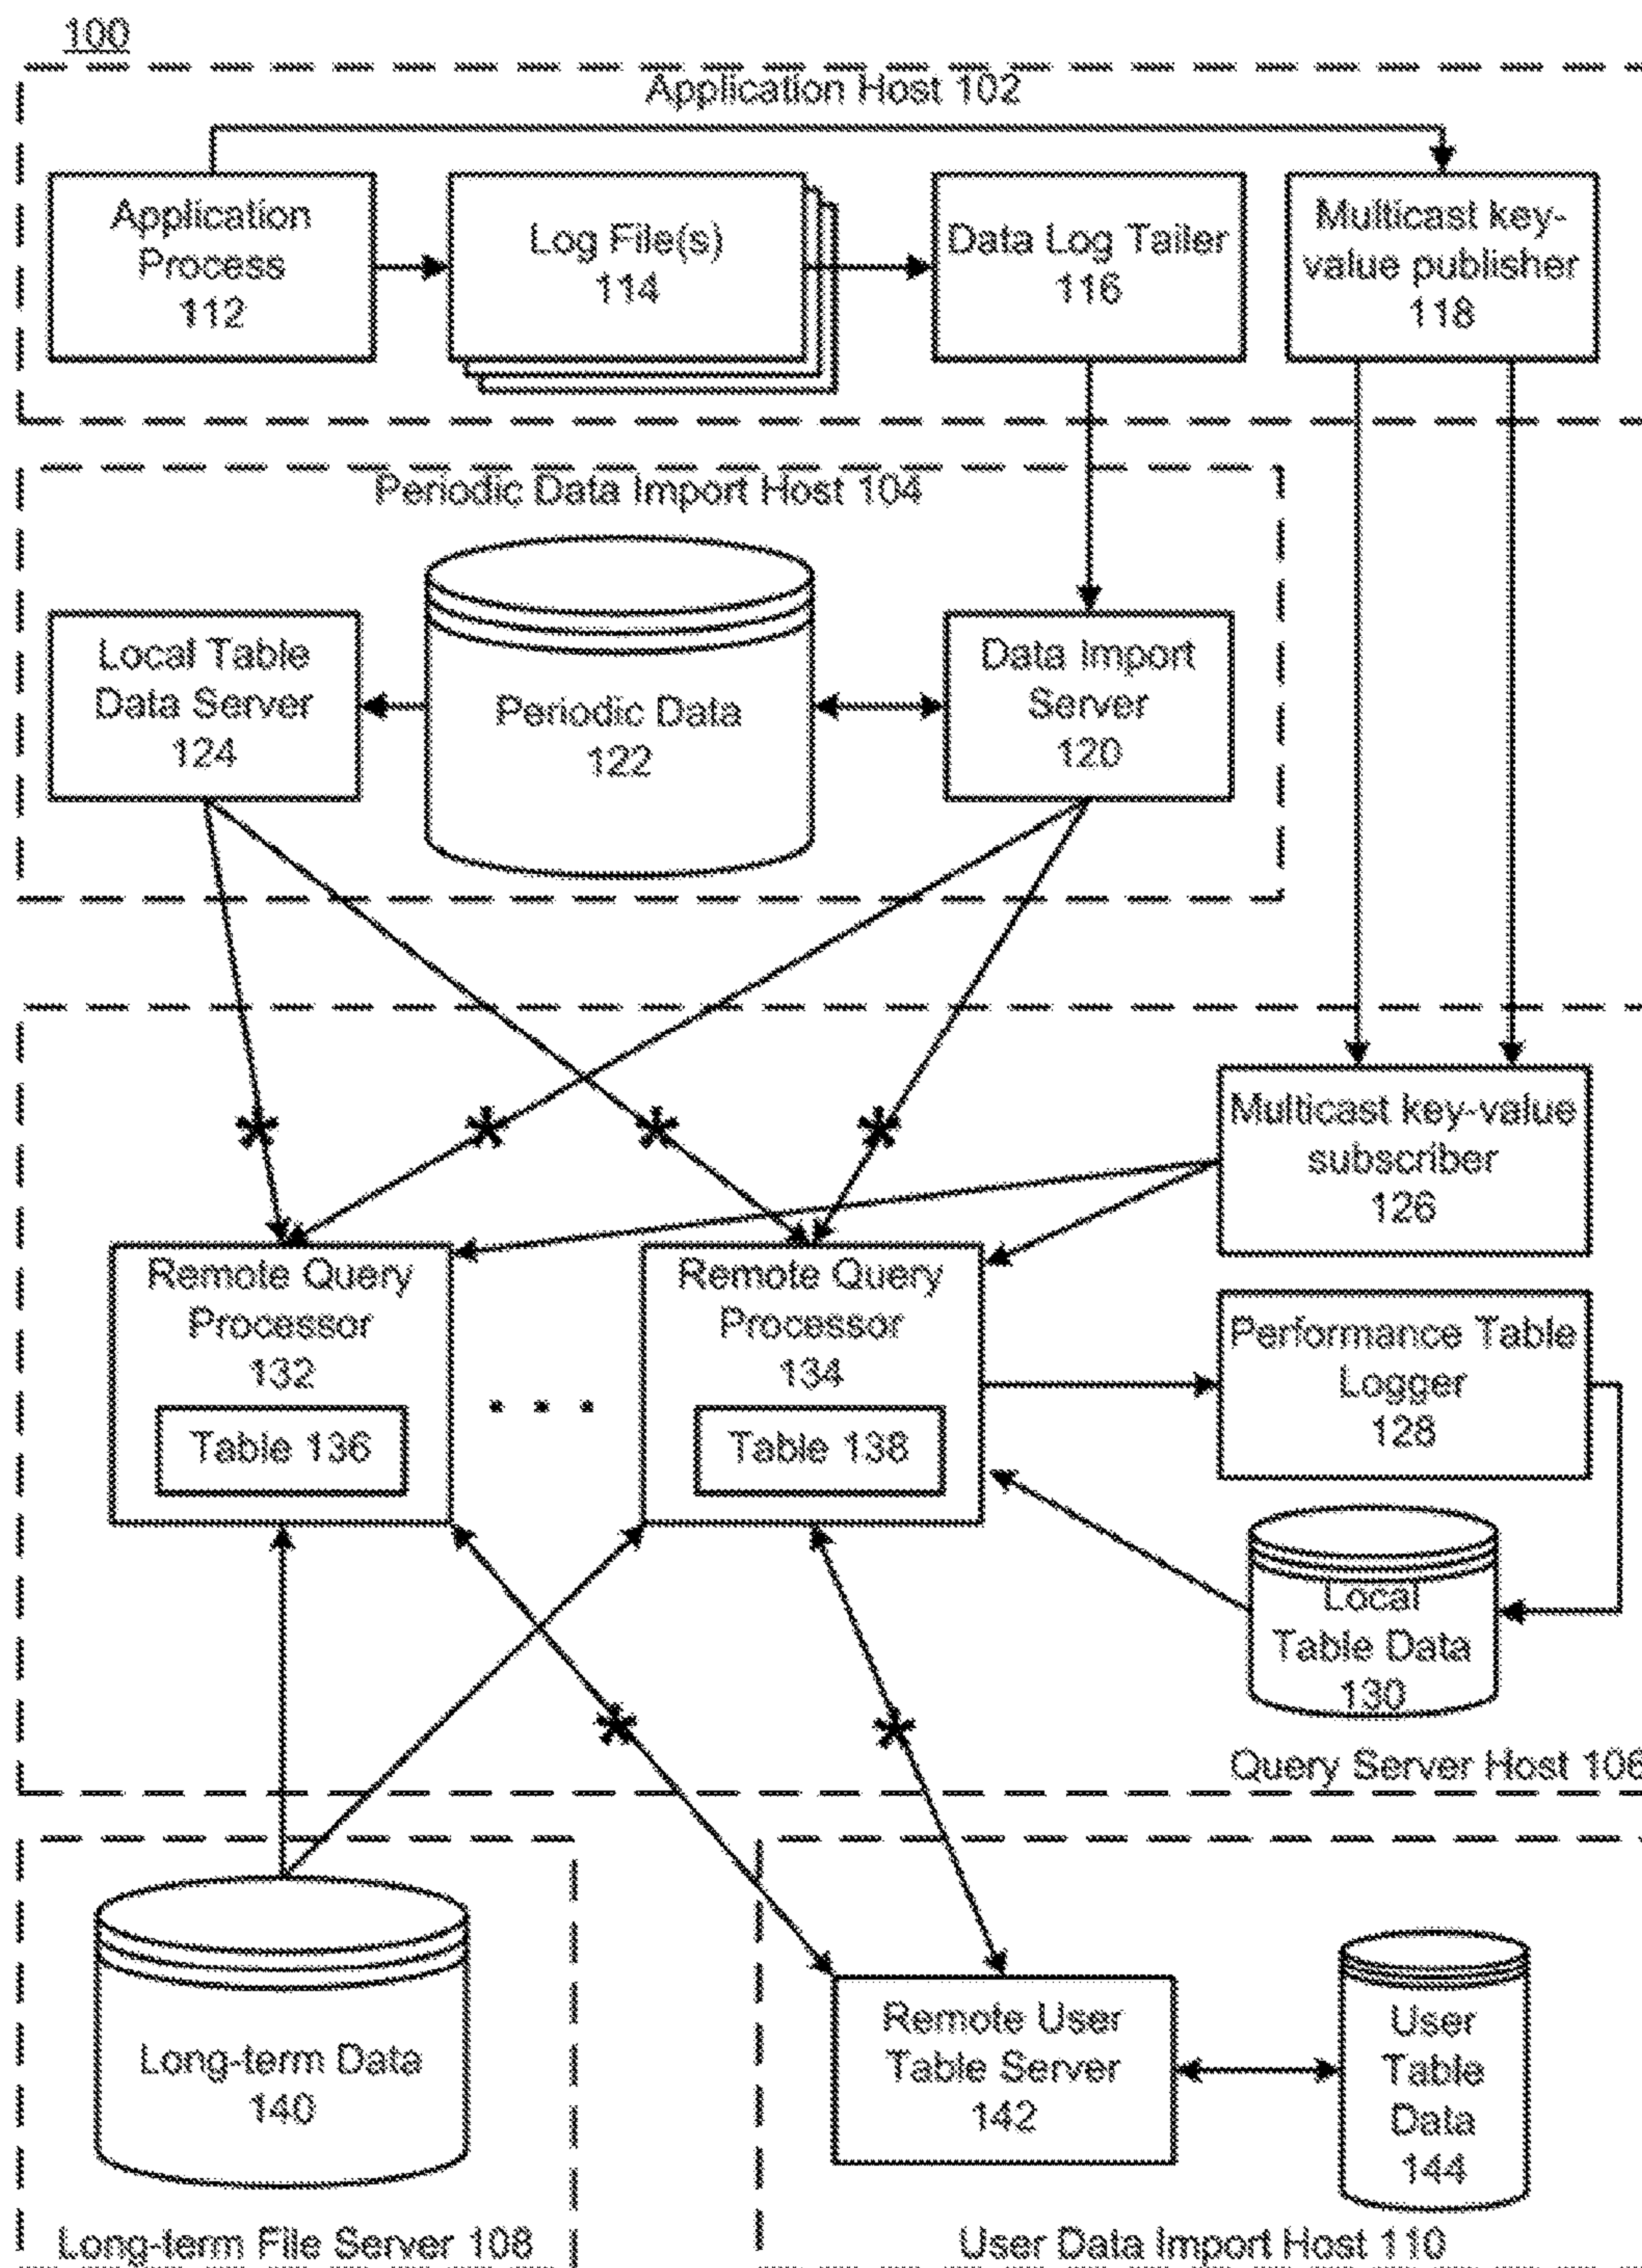 100
Application Host 102
Application
Process
112
Log File(s)
114
Data Log Tailer
116
Multicast key-
value publisher
118
Periodic Data Import Host 104
Local Table
Data Server
124
Periodic Data
122
Data Import
Server
120
Multicast key-value
subscriber
126
Remote Query
Processor
132
Table 136
. . .
Remote Query
Processor
134
Table 138
Performance Table
Logger
128
Local
Table Data
130
Query Server Host 106
Long-term Data
140
Long-term File Server 108
Remote User
Table Server
142
User
Table
Data
144
User Data Import Host 110